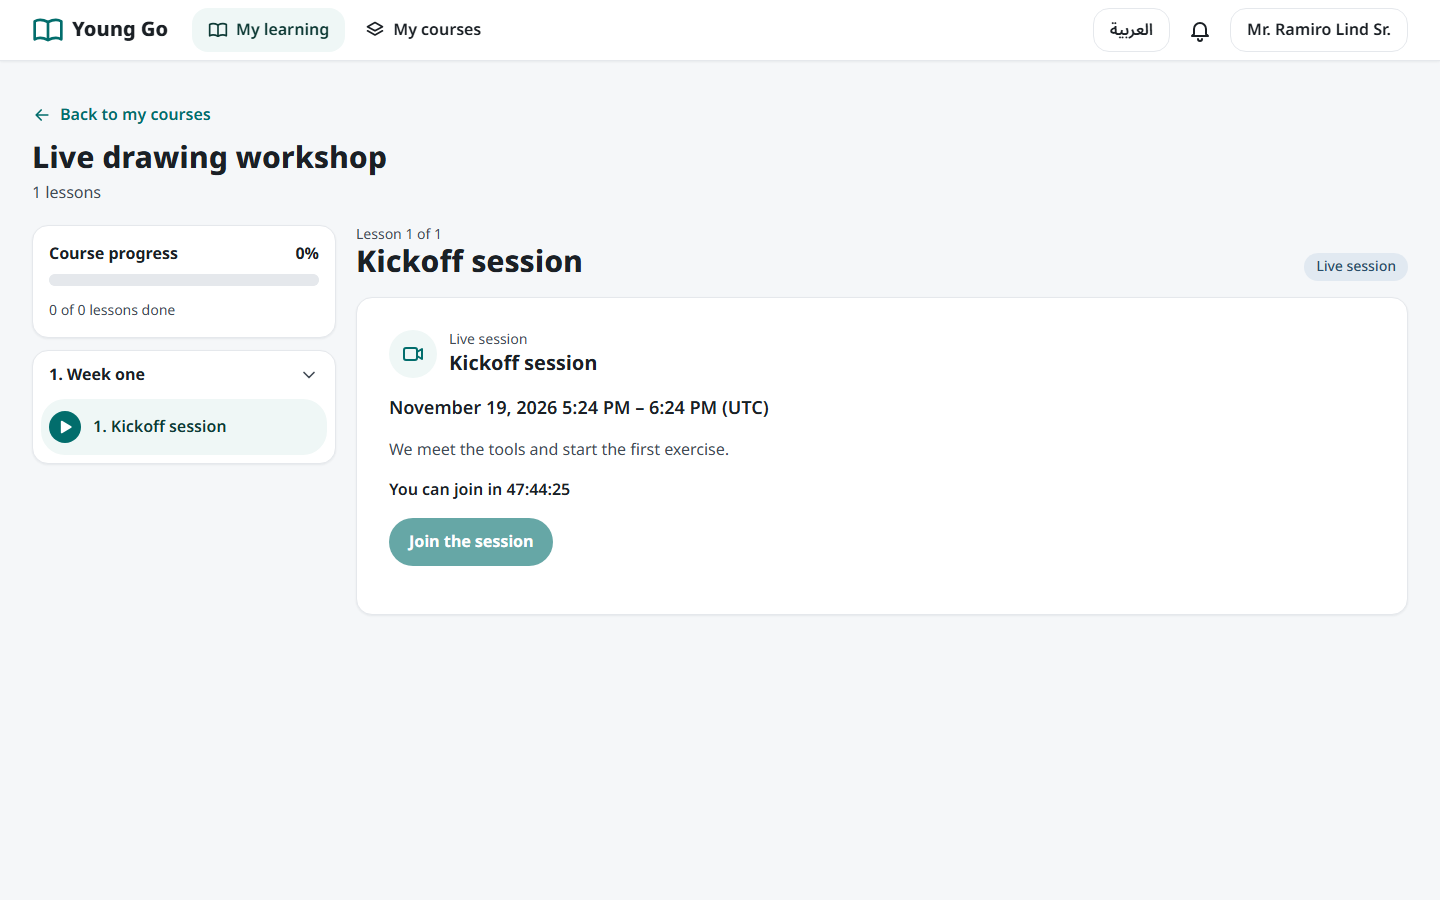 Young Go
My learning
My courses
العربية
Mr. Ramiro Lind Sr.
Back to my courses
Live drawing workshop
1 lessons
Course progress 0%
0 of 0 lessons done
1. Week one
1. Kickoff session
Lesson 1 of 1
Kickoff session
Live session
Live session
Kickoff session
November 19, 2026 5:24 PM – 6:24 PM (UTC)
We meet the tools and start the first exercise.
You can join in 47:44:25
Join the session